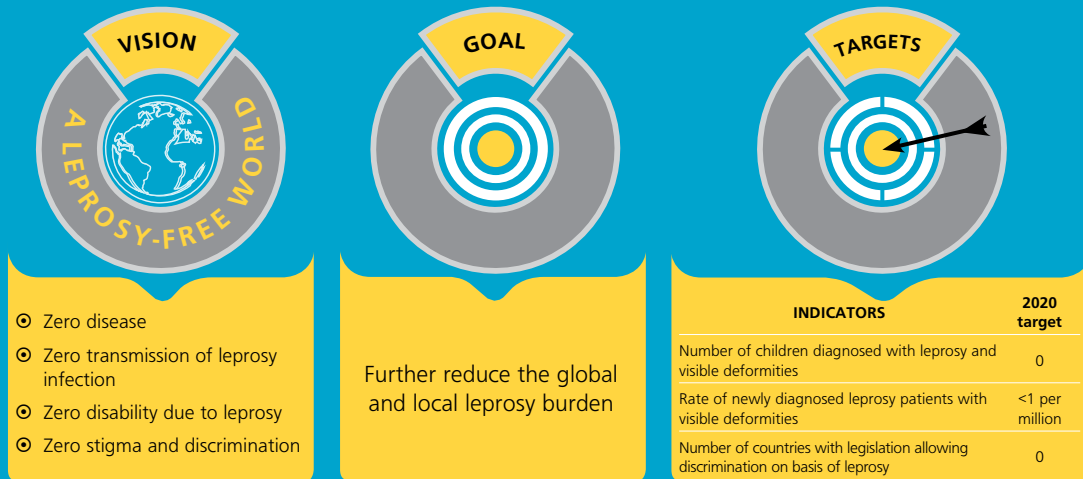 VISION
A LEPROSY-FREE WORLD
Zero disease
Zero transmission of leprosy
infection
Zero disability due to leprosy
Zero stigma and discrimination
GOAL
Further reduce the global
and local leprosy burden
TARGETS
INDICATORS 2020
target
Number of children diagnosed with leprosy and
visible deformities 0
Rate of newly diagnosed leprosy patients with <1 per
visible deformities million
Number of countries with legislation allowing
discrimination on basis of leprosy 0